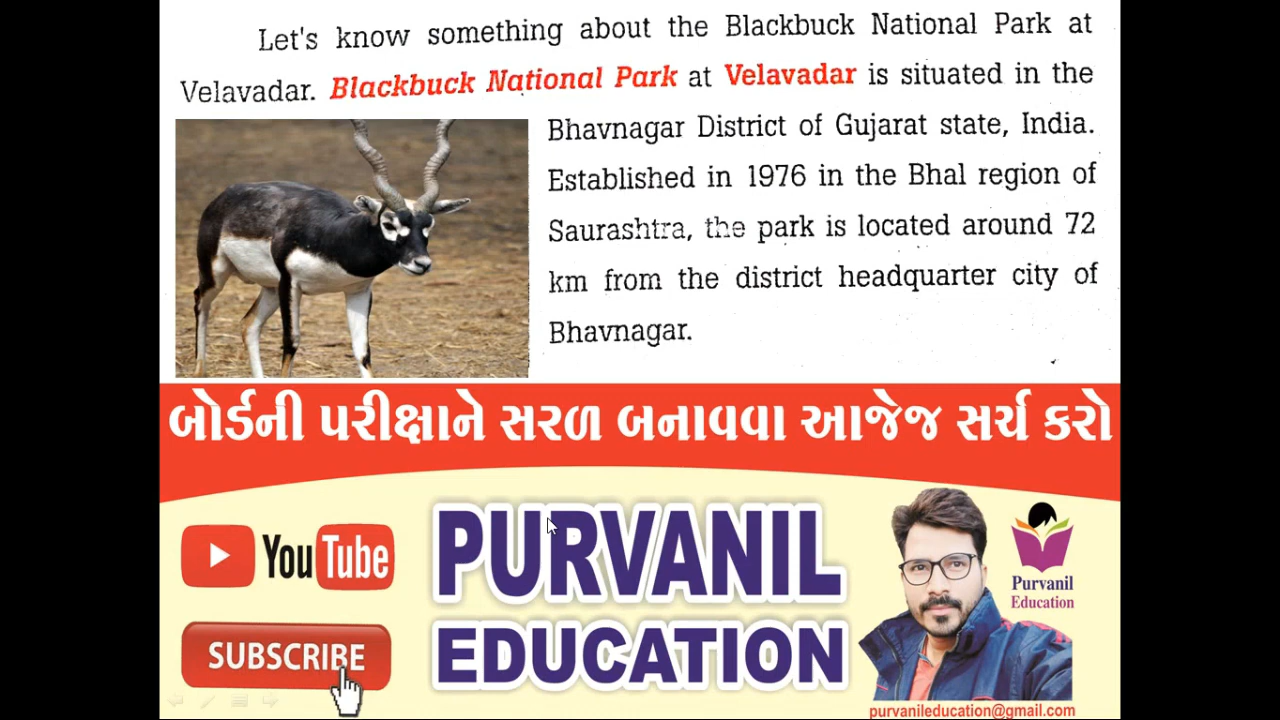 Let's know something about the Blackbuck National Park at
Velavadar. Blackbuck National Park at Velavadar is situated in the
Bhavnagar District of Gujarat state, India.
Established in 1976 in the Bhal region of
Saurashtra, the park is located around 72
km from the district headquarter city of
Bhavnagar.
બોર્ડની પરીક્ષાને સરળ બનાવવા આજેજ સર્ચ કરો
YouTube
SUBSCRIBE
PURVANIL
EDUCATION
Purvanil
Education
purvanileducation@gmail.com